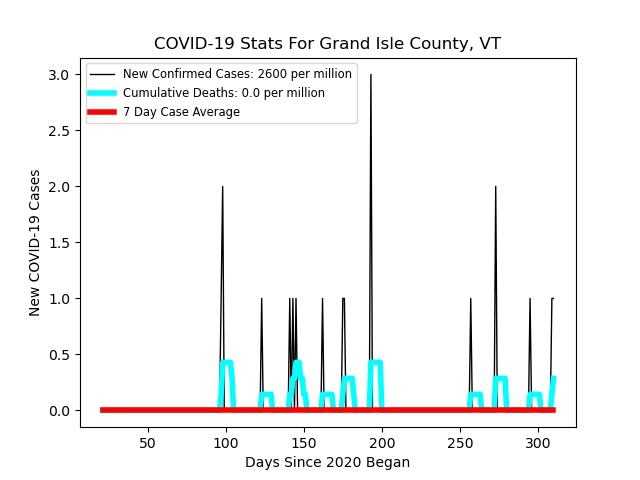 COVID-19 Stats For Grand Isle County, VT
New Confirmed Cases: 2600 per million
Cumulative Deaths: 0.0 per million
7 Day Case Average
New COVID-19 Cases
3.0
2.5
2.0
1.5
1.0
0.5
0.0
50 100 150 200 250 300
Days Since 2020 Began